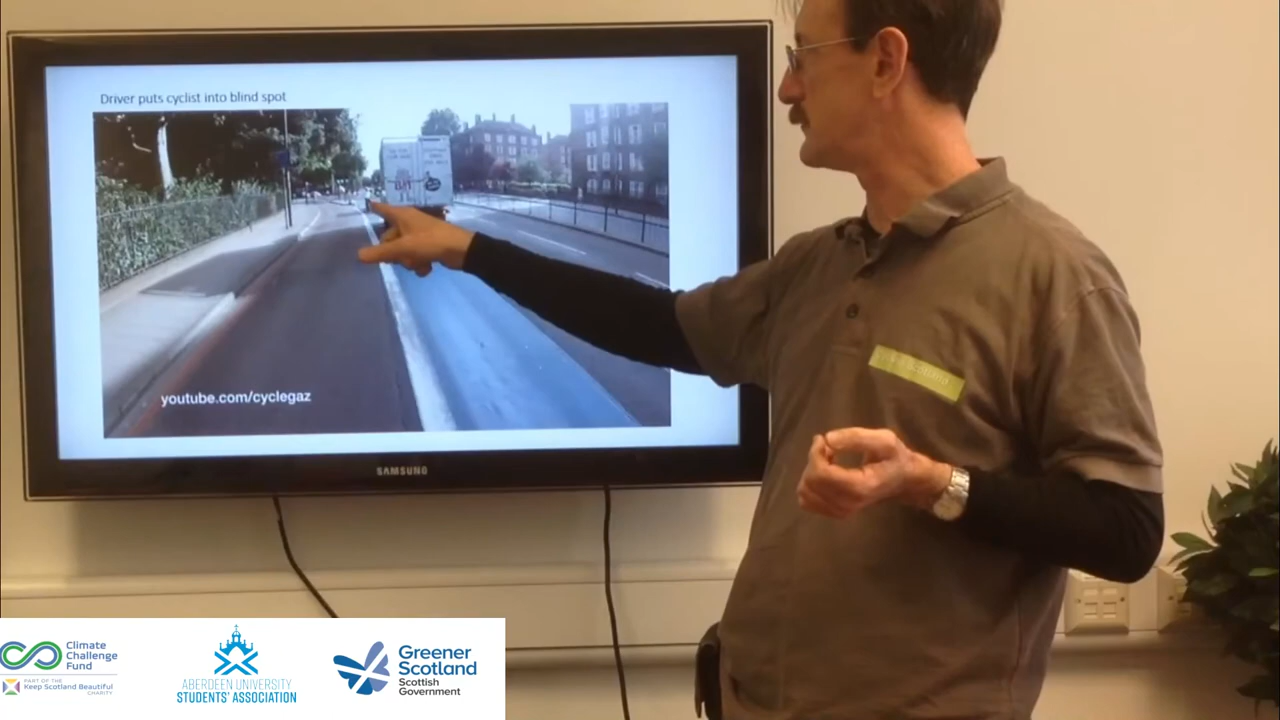 Driver puts cyclist into blind spot
youtube.com/cyclegaz
SAMSUNG
Climate
Challenge
Fund
PART OF THE
Keep Scotland Beautiful
CHARITY
ABERDEEN UNIVERSITY
STUDENTS' ASSOCIATION
Greener
Scotland
Scottish
Government